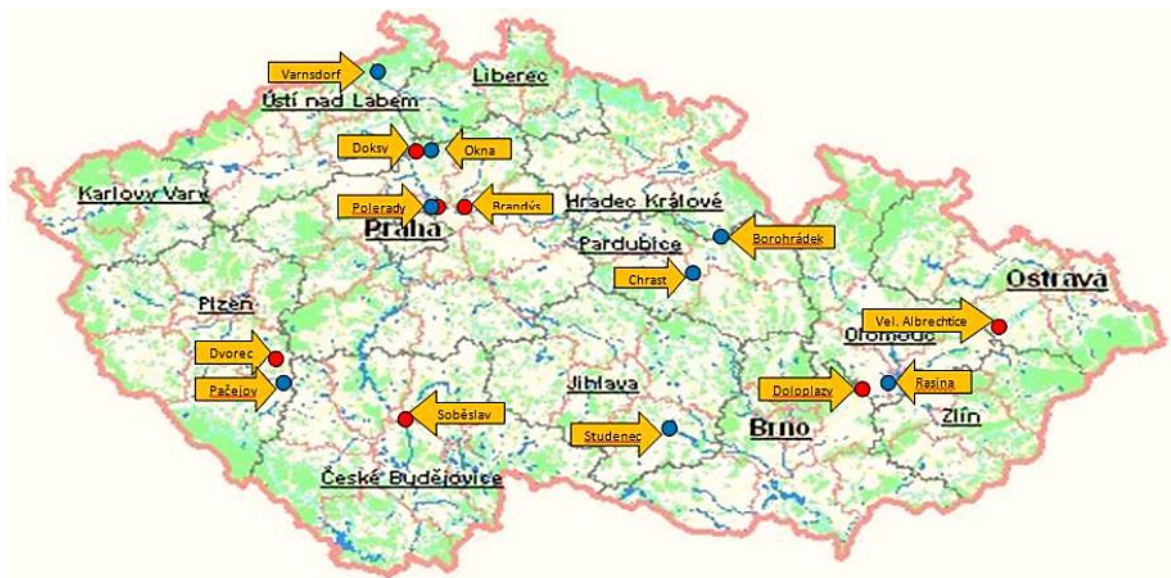 Varnsdorf
Liberec
Ústí nad Labem
Doksy
Okna
Karlovy Vary
Polerady
Brandýs
Hradec Králové
Praha
Pardubice
Borohrádek
Chrast
Ostrava
Plzeň
Vel. Albrechtice
Olomouc
Dvorec
Pačejov
Jihlava
Doloplazy
Rasina
Soběslav
Zlín
Brno
Studenec
České Budějovice